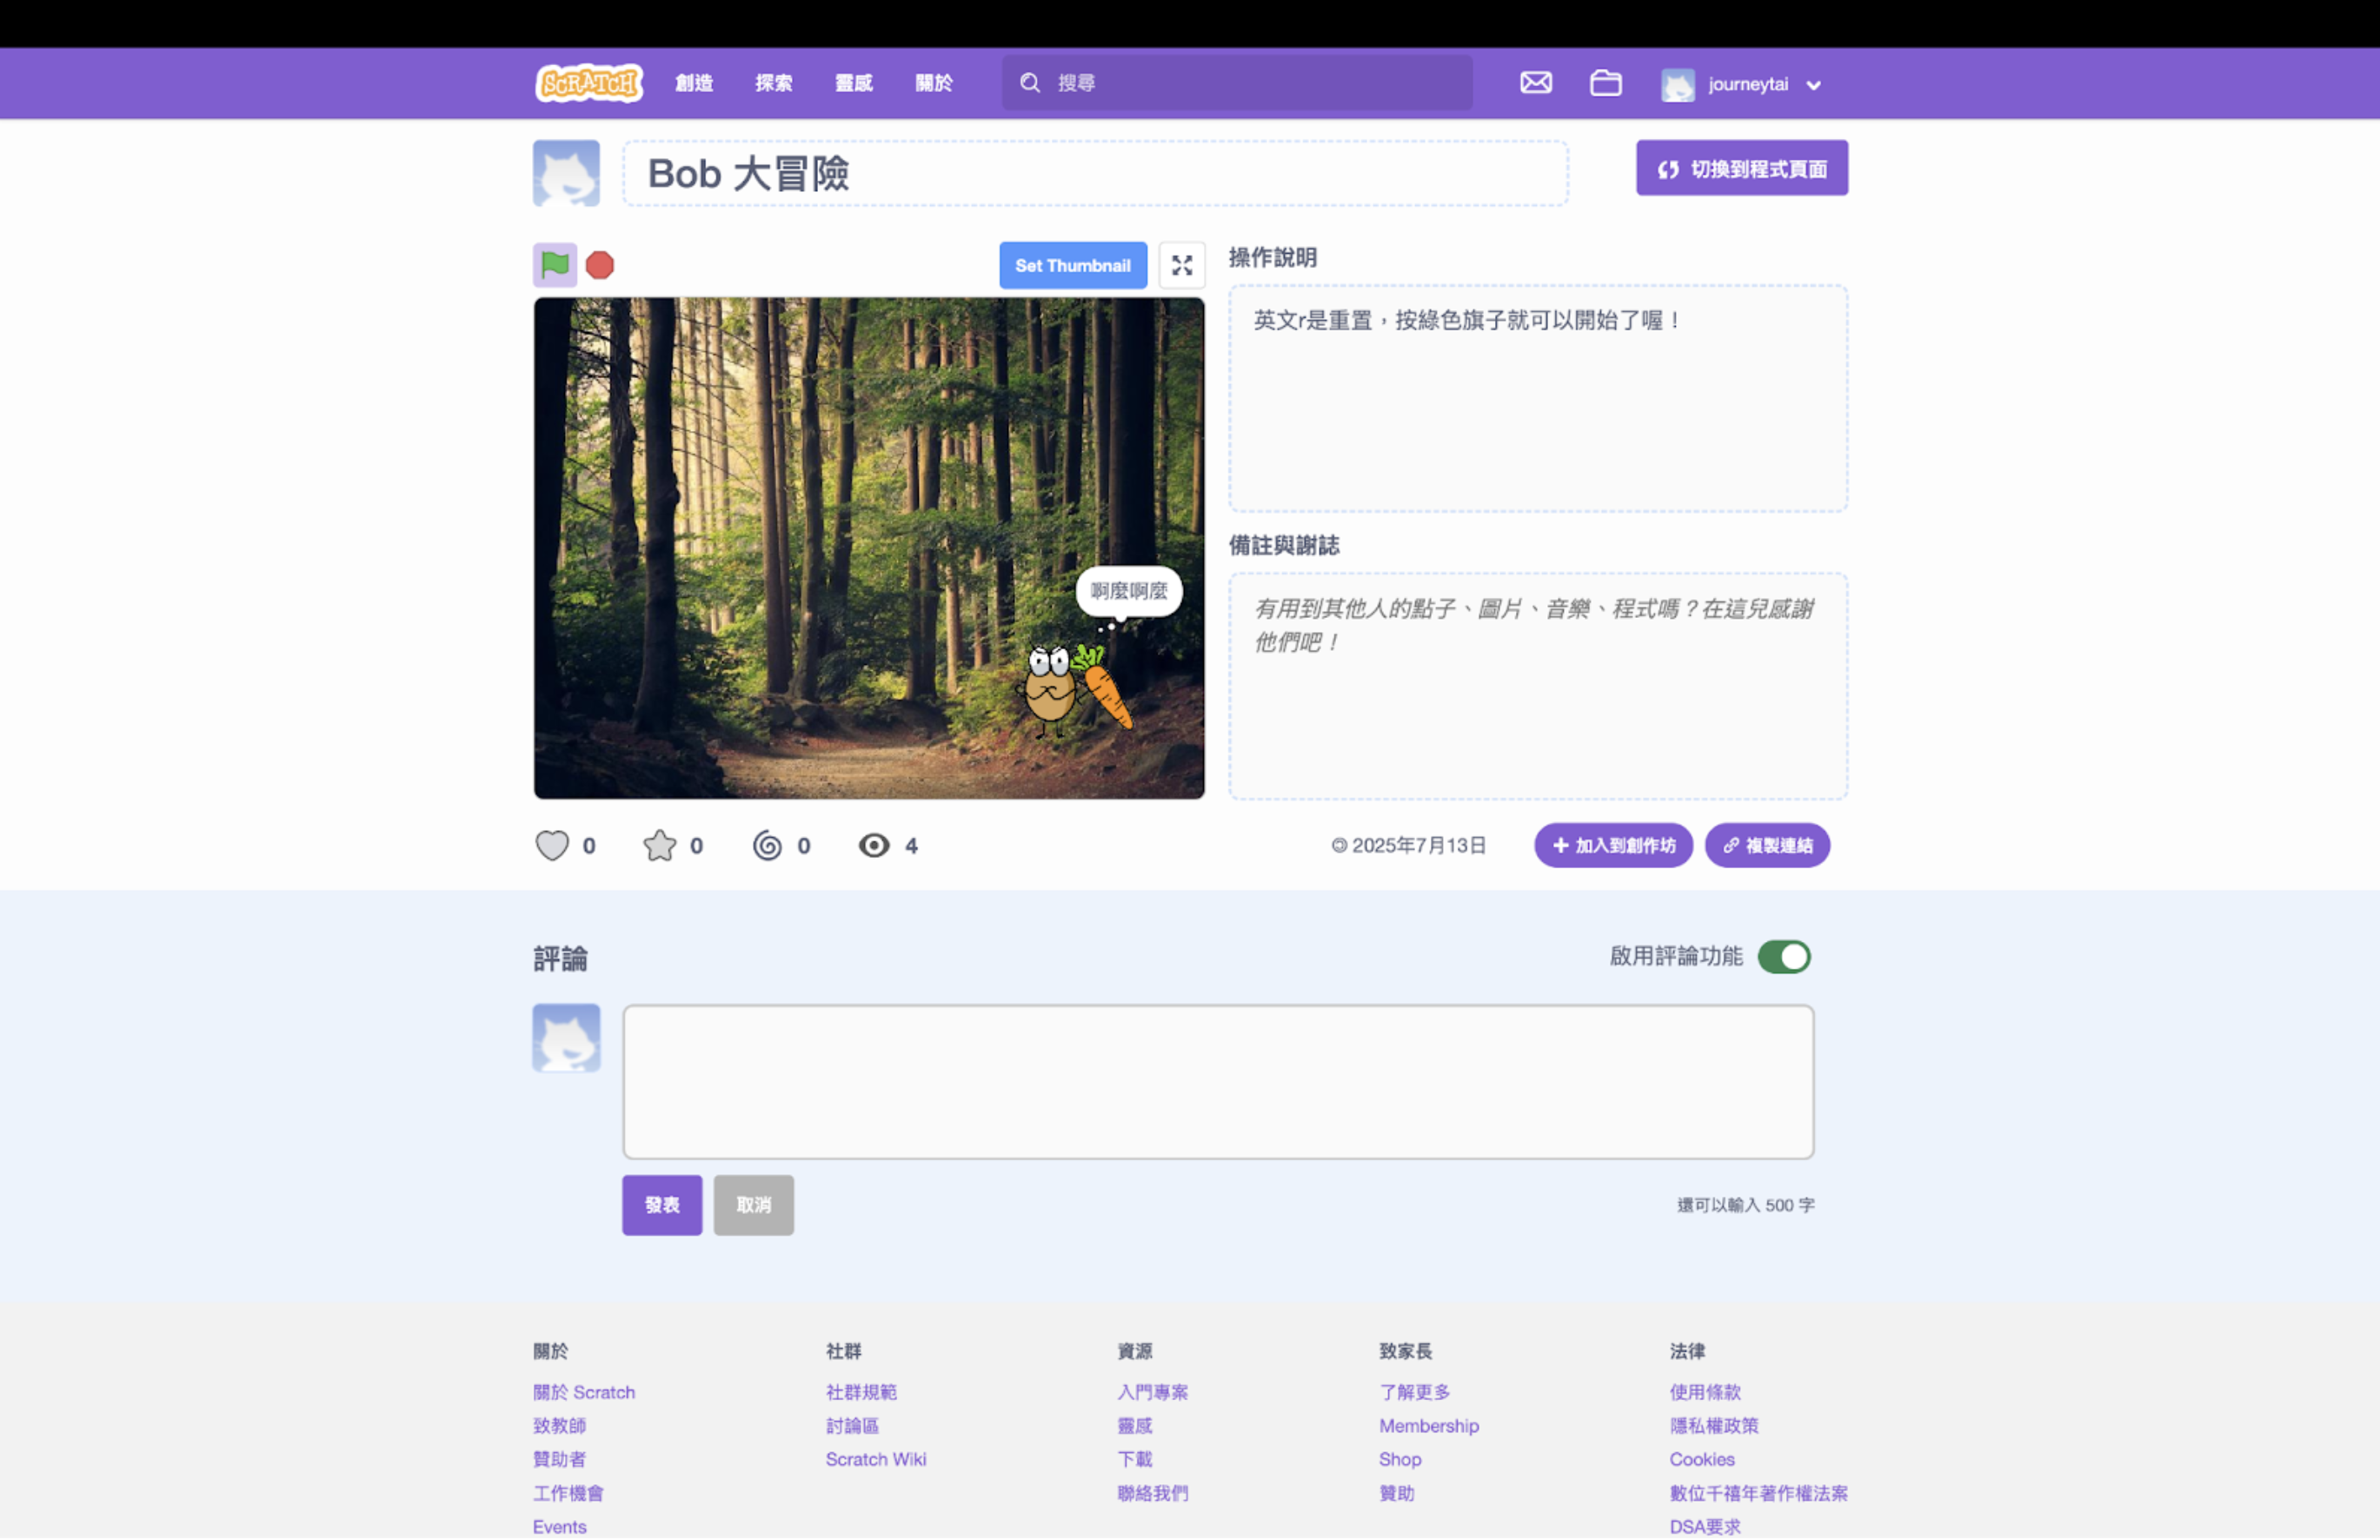 SCRATCH 創造 探索 靈感 關於 搜尋 journeytai
Bob 大冒險
切換到程式頁面
Set Thumbnail
操作說明
英文r是重置，按綠色旗子就可以開始了喔！
啊麼啊麼
備註與謝誌
有用到其他人的點子、圖片、音樂、程式嗎？在這兒感謝
他們吧！
0 0 0 4
© 2025年7月13日
加入到創作坊
複製連結
評論
啟用評論功能
發表 取消
還可以輸入 500 字
關於
關於 Scratch
致教師
贊助者
工作機會
Events
社群
社群規範
討論區
Scratch Wiki
資源
入門專案
靈感
下載
聯絡我們
致家長
了解更多
Membership
Shop
贊助
法律
使用條款
隱私權政策
Cookies
數位千禧年著作權法案
DSA要求